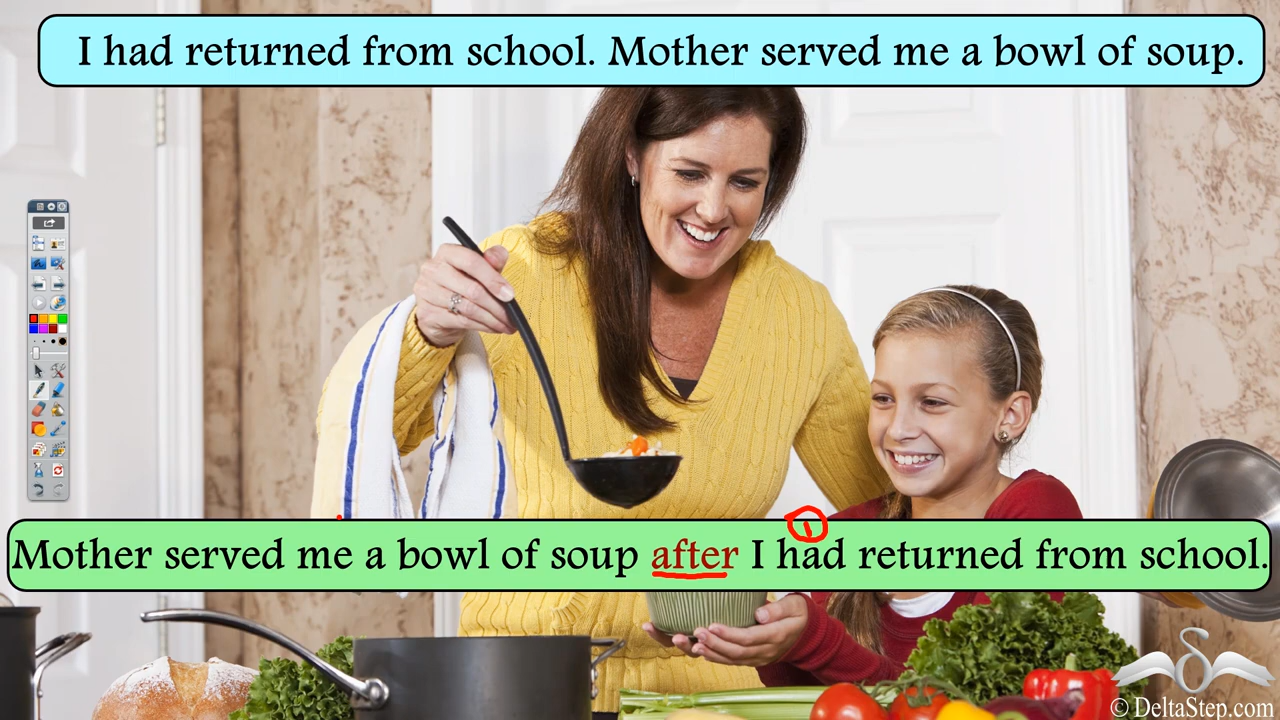 I had returned from school. Mother served me a bowl of soup.
1
Mother served me a bowl of soup after I had returned from school.
© DeltaStep.com